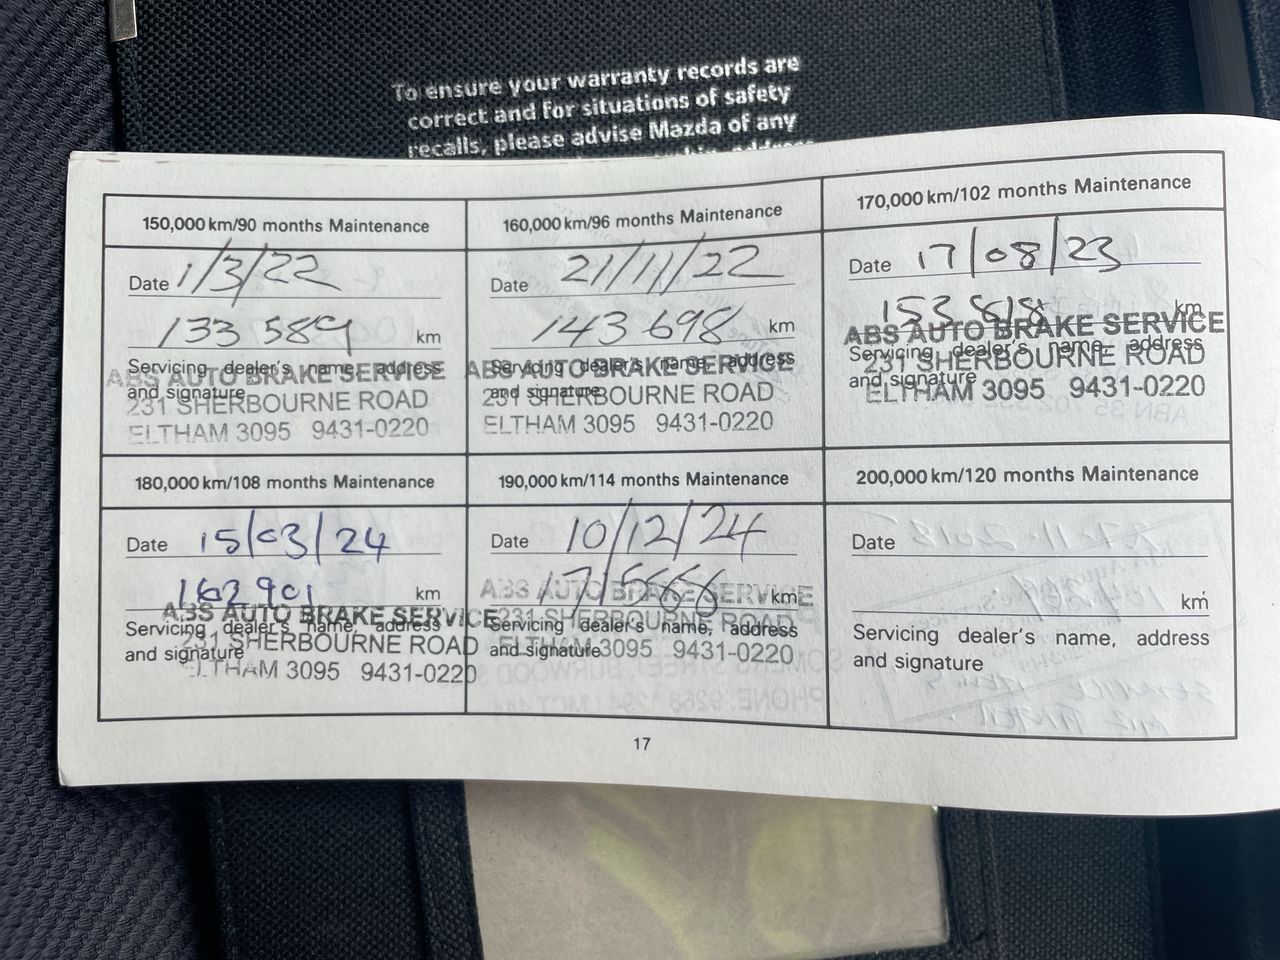 To ensure your warranty records are
correct and for situations of safety
recalls, please advise Mazda of any
150,000 km/90 months Maintenance
Date 1/3/22
133 589 km
Servicing dealer's name, address
and signature
ABS AUTO BRAKE SERVICE
231 SHERBOURNE ROAD
ELTHAM 3095 9431-0220
160,000 km/96 months Maintenance
Date 21/11/22
143 698 km
Servicing dealer's name, address
and signature
ABS AUTO BRAKE SERVICE
231 SHERBOURNE ROAD
ELTHAM 3095 9431-0220
170,000 km/102 months Maintenance
Date 17/08/23
153 818 km
ABS AUTO BRAKE SERVICE
Servicing dealer's name, address
231 SHERBOURNE ROAD
and signature
ELTHAM 3095 9431-0220
180,000 km/108 months Maintenance
Date 15/03/24
162 901 km
ABS AUTO BRAKE SERVICE
Servicing dealer's name, address
231 SHERBOURNE ROAD
and signature
ELTHAM 3095 9431-0220
190,000 km/114 months Maintenance
Date 10/12/24
171566 km
ABS AUTO BRAKE SERVICE
231 SHERBOURNE ROAD
Servicing dealer's name, address
and signature
3095 9431-0220
200,000 km/120 months Maintenance
Date
km
Servicing dealer's name, address
and signature
17